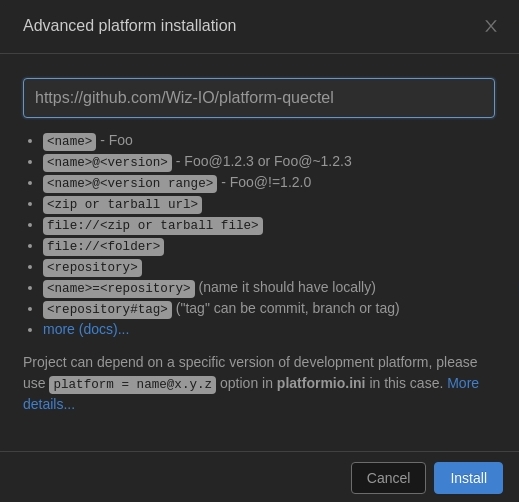 Advanced platform installation
https://github.com/Wiz-IO/platform-quectel
<name> - Foo
<name>@<version> - Foo@1.2.3 or Foo@~1.2.3
<name>@<version range> - Foo@!=1.2.0
<zip or tarball url>
file://<zip or tarball file>
file://<folder>
<repository>
<name>=<repository> (name it should have locally)
<repository#tag> ("tag" can be commit, branch or tag)
more (docs)...
Project can depend on a specific version of development platform, please
use platform = name@x.y.z option in platformio.ini in this case. More
details...
Cancel
Install